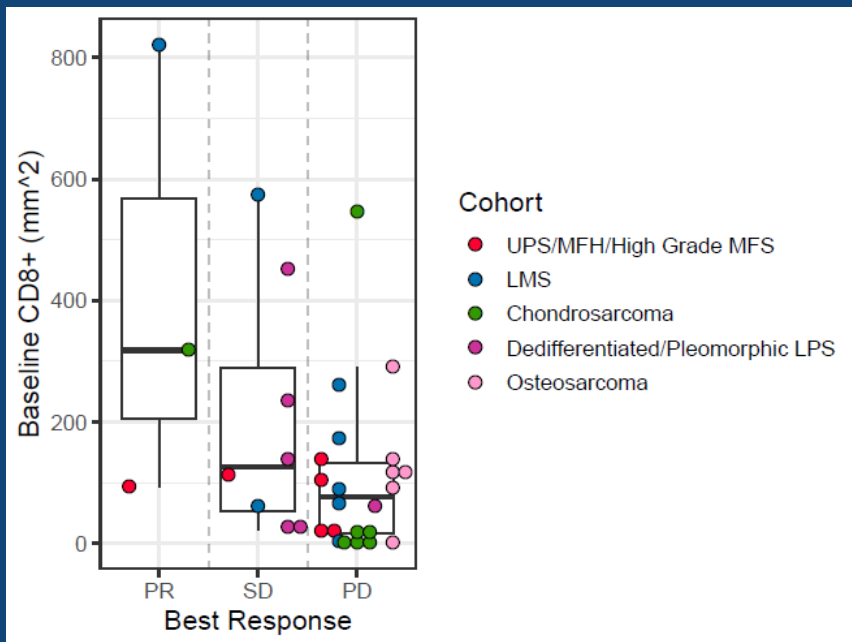 800
600
400
200
0
Baseline CD8+ (mm^2)
PR SD PD
Best Response
Cohort
UPS/MFH/High Grade MFS
LMS
Chondrosarcoma
Dedifferentiated/Pleomorphic LPS
Osteosarcoma